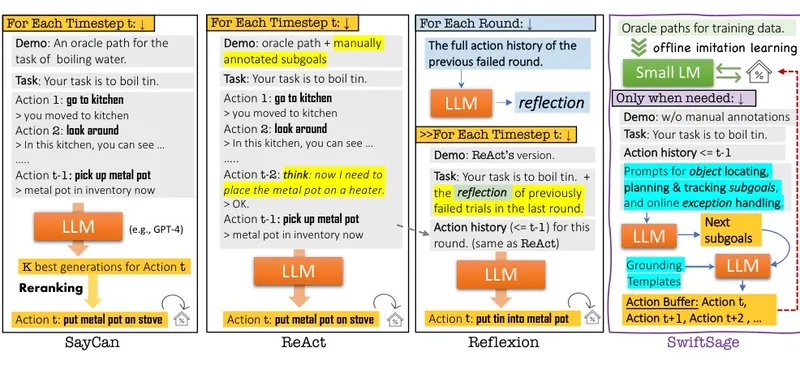 For Each Timestep t: ↓
Demo: An oracle path for the
task of boiling water.
Task: Your task is to boil tin.
Action 1: go to kitchen
> you moved to kitchen
Action 2: look around
> In this kitchen, you can see ...
.....
Action t-1: pick up metal pot
> metal pot in inventory now
LLM
(e.g., GPT-4)
K best generations for Action t
Reranking
Action t: put metal pot on stove
%
SayCan
For Each Timestep t: ↓
Demo: oracle path + manually
annotated subgoals
Task: Your task is to boil tin.
Action 1: go to kitchen
> you moved to kitchen
Action 2: look around
> In this kitchen, you can see ...
.....
Action t-2: think: now I need to
place the metal pot on a heater.
> OK.
Action t-1: pick up metal pot
> metal pot in inventory now
LLM
Action t: put metal pot on stove
%
ReAct
For Each Round: ↓
The full action history of the
previous failed round.
LLM
reflection
>>For Each Timestep t: ↓
Demo: ReAct's version.
Task: Your task is to boil tin. +
the reflection of previously
failed trials in the last round.
Action history (<= t-1) for this
round. (same as ReAct)
LLM
Action t: put tin into metal pot
%
Reflexion
Oracle paths for training data.
offline imitation learning
Small LM
%
Only when needed: ↓
Demo: w/o manual annotations
Task: Your task is to boil tin.
Action history <= t-1
Prompts for object locating,
planning & tracking subgoals,
and online exception handling.
LLM
Next
subgoals
Grounding
Templates
LLM
Action Buffer: Action t,
Action t+1, Action t+2 , ...
%
SwiftSage